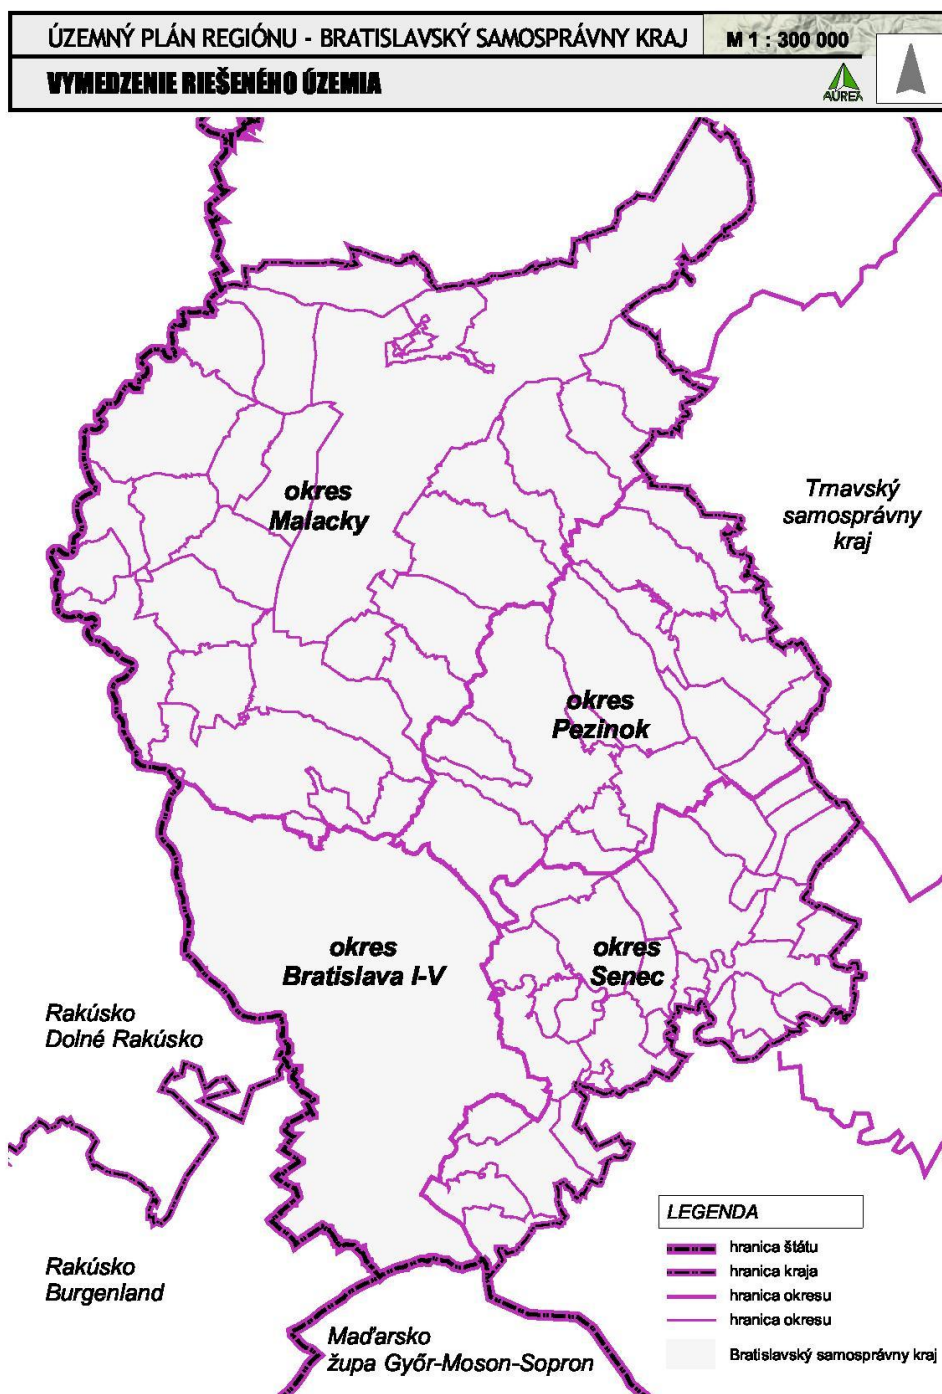 ÚZEMNÝ PLÁN REGIÓNU - BRATISLAVSKÝ SAMOSPRÁVNY KRAJ
M 1 : 300 000
VYMEDZENIE RIEŠENÉHO ÚZEMIA
AUREX
okres
Malacky
Trnavský
samosprávny
kraj
okres
Pezinok
okres
Bratislava I-V
okres
Senec
Rakúsko
Dolné Rakúsko
Rakúsko
Burgenland
Maďarsko
župa Győr-Moson-Sopron
LEGENDA
hranica štátu
hranica kraja
hranica okresu
hranica okresu
Bratislavský samosprávny kraj